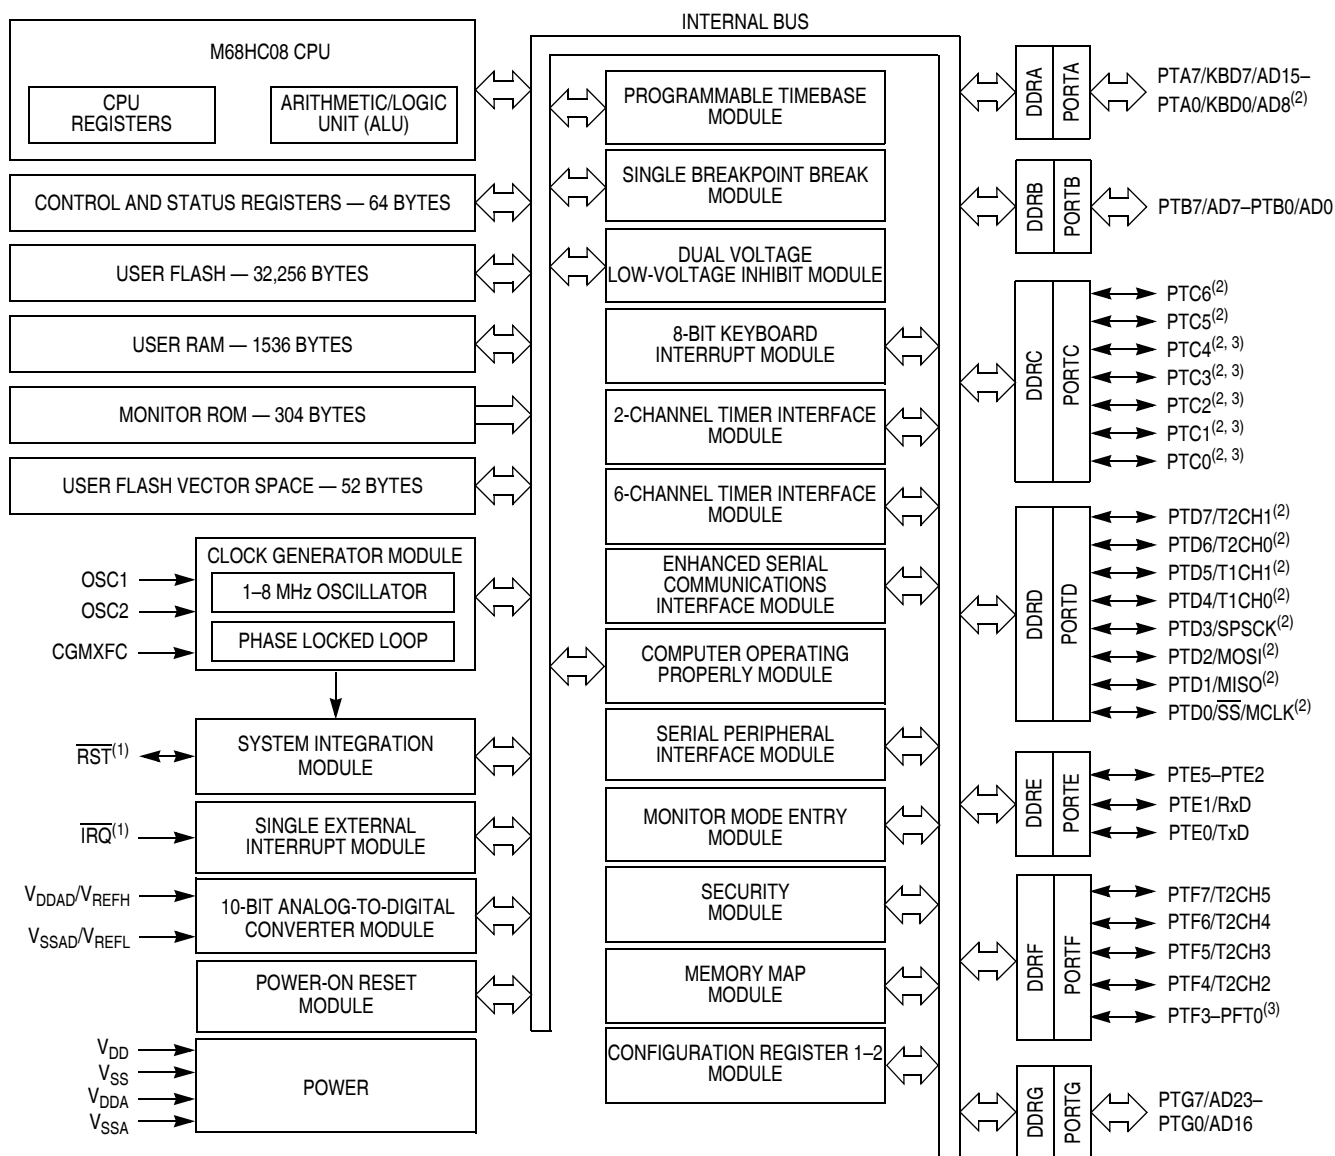 INTERNAL BUS
M68HC08 CPU
CPU
REGISTERS
ARITHMETIC/LOGIC
UNIT (ALU)
CONTROL AND STATUS REGISTERS — 64 BYTES
USER FLASH — 32,256 BYTES
USER RAM — 1536 BYTES
MONITOR ROM — 304 BYTES
USER FLASH VECTOR SPACE — 52 BYTES
CLOCK GENERATOR MODULE
1–8 MHz OSCILLATOR
PHASE LOCKED LOOP
OSC1
OSC2
CGMXFC
SYSTEM INTEGRATION
MODULE
RST(1)
SINGLE EXTERNAL
INTERRUPT MODULE
IRQ(1)
10-BIT ANALOG-TO-DIGITAL
CONVERTER MODULE
VDDAD/VREFH
VSSAD/VREFL
POWER-ON RESET
MODULE
POWER
VDD
VSS
VDDA
VSSA
PROGRAMMABLE TIMEBASE
MODULE
SINGLE BREAKPOINT BREAK
MODULE
DUAL VOLTAGE
LOW-VOLTAGE INHIBIT MODULE
8-BIT KEYBOARD
INTERRUPT MODULE
2-CHANNEL TIMER INTERFACE
MODULE
6-CHANNEL TIMER INTERFACE
MODULE
ENHANCED SERIAL
COMMUNICATIONS
INTERFACE MODULE
COMPUTER OPERATING
PROPERLY MODULE
SERIAL PERIPHERAL
INTERFACE MODULE
MONITOR MODE ENTRY
MODULE
SECURITY
MODULE
MEMORY MAP
MODULE
CONFIGURATION REGISTER 1–2
MODULE
DDRA
PORTA
PTA7/KBD7/AD15–
PTA0/KBD0/AD8(2)
DDRB
PORTB
PTB7/AD7–PTB0/AD0
DDRC
PORTC
PTC6(2)
PTC5(2)
PTC4(2, 3)
PTC3(2, 3)
PTC2(2, 3)
PTC1(2, 3)
PTC0(2, 3)
DDRD
PORTD
PTD7/T2CH1(2)
PTD6/T2CH0(2)
PTD5/T1CH1(2)
PTD4/T1CH0(2)
PTD3/SPSCK(2)
PTD2/MOSI(2)
PTD1/MISO(2)
PTD0/SS/MCLK(2)
DDRE
PORTE
PTE5–PTE2
PTE1/RxD
PTE0/TxD
DDRF
PORTF
PTF7/T2CH5
PTF6/T2CH4
PTF5/T2CH3
PTF4/T2CH2
PTF3–PFT0(3)
DDRG
PORTG
PTG7/AD23–
PTG0/AD16